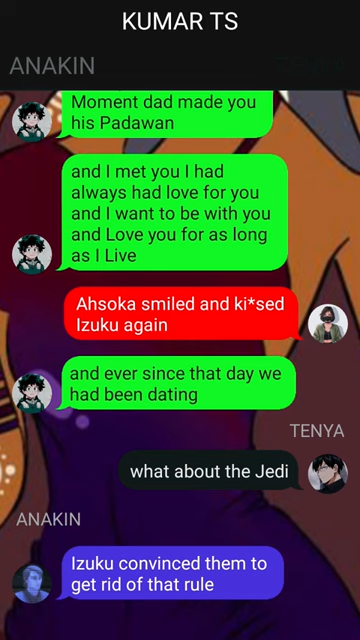 KUMAR TS
ANAKIN
Moment dad made you
his Padawan
and I met you I had
always had love for you
and I want to be with you
and Love you for as long
as I Live
Ahsoka smiled and ki*sed
Izuku again
and ever since that day we
had been dating
TENYA
what about the Jedi
ANAKIN
Izuku convinced them to
get rid of that rule